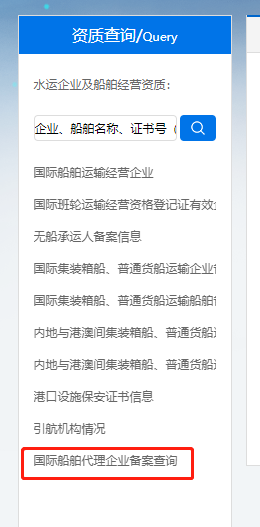 资质查询/Query
水运企业及船舶经营资质：
企业、船舶名称、证书号（
国际船舶运输经营企业
国际班轮运输经营资格登记证有效企
无船承运人备案信息
国际集装箱船、普通货船运输企业备
国际集装箱船、普通货船运输船舶备
内地与港澳间集装箱船、普通货船运
内地与港澳间集装箱船、普通货船运
港口设施保安证书信息
引航机构情况
国际船舶代理企业备案查询